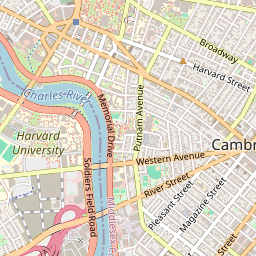 Broadway
Harvard Street
Charles River
Memorial Drive
Putnam Avenue
Harvard
University
Cambr
Western Avenue
Soldiers Field Road
River Street
Pleasant Street
Magazine Street